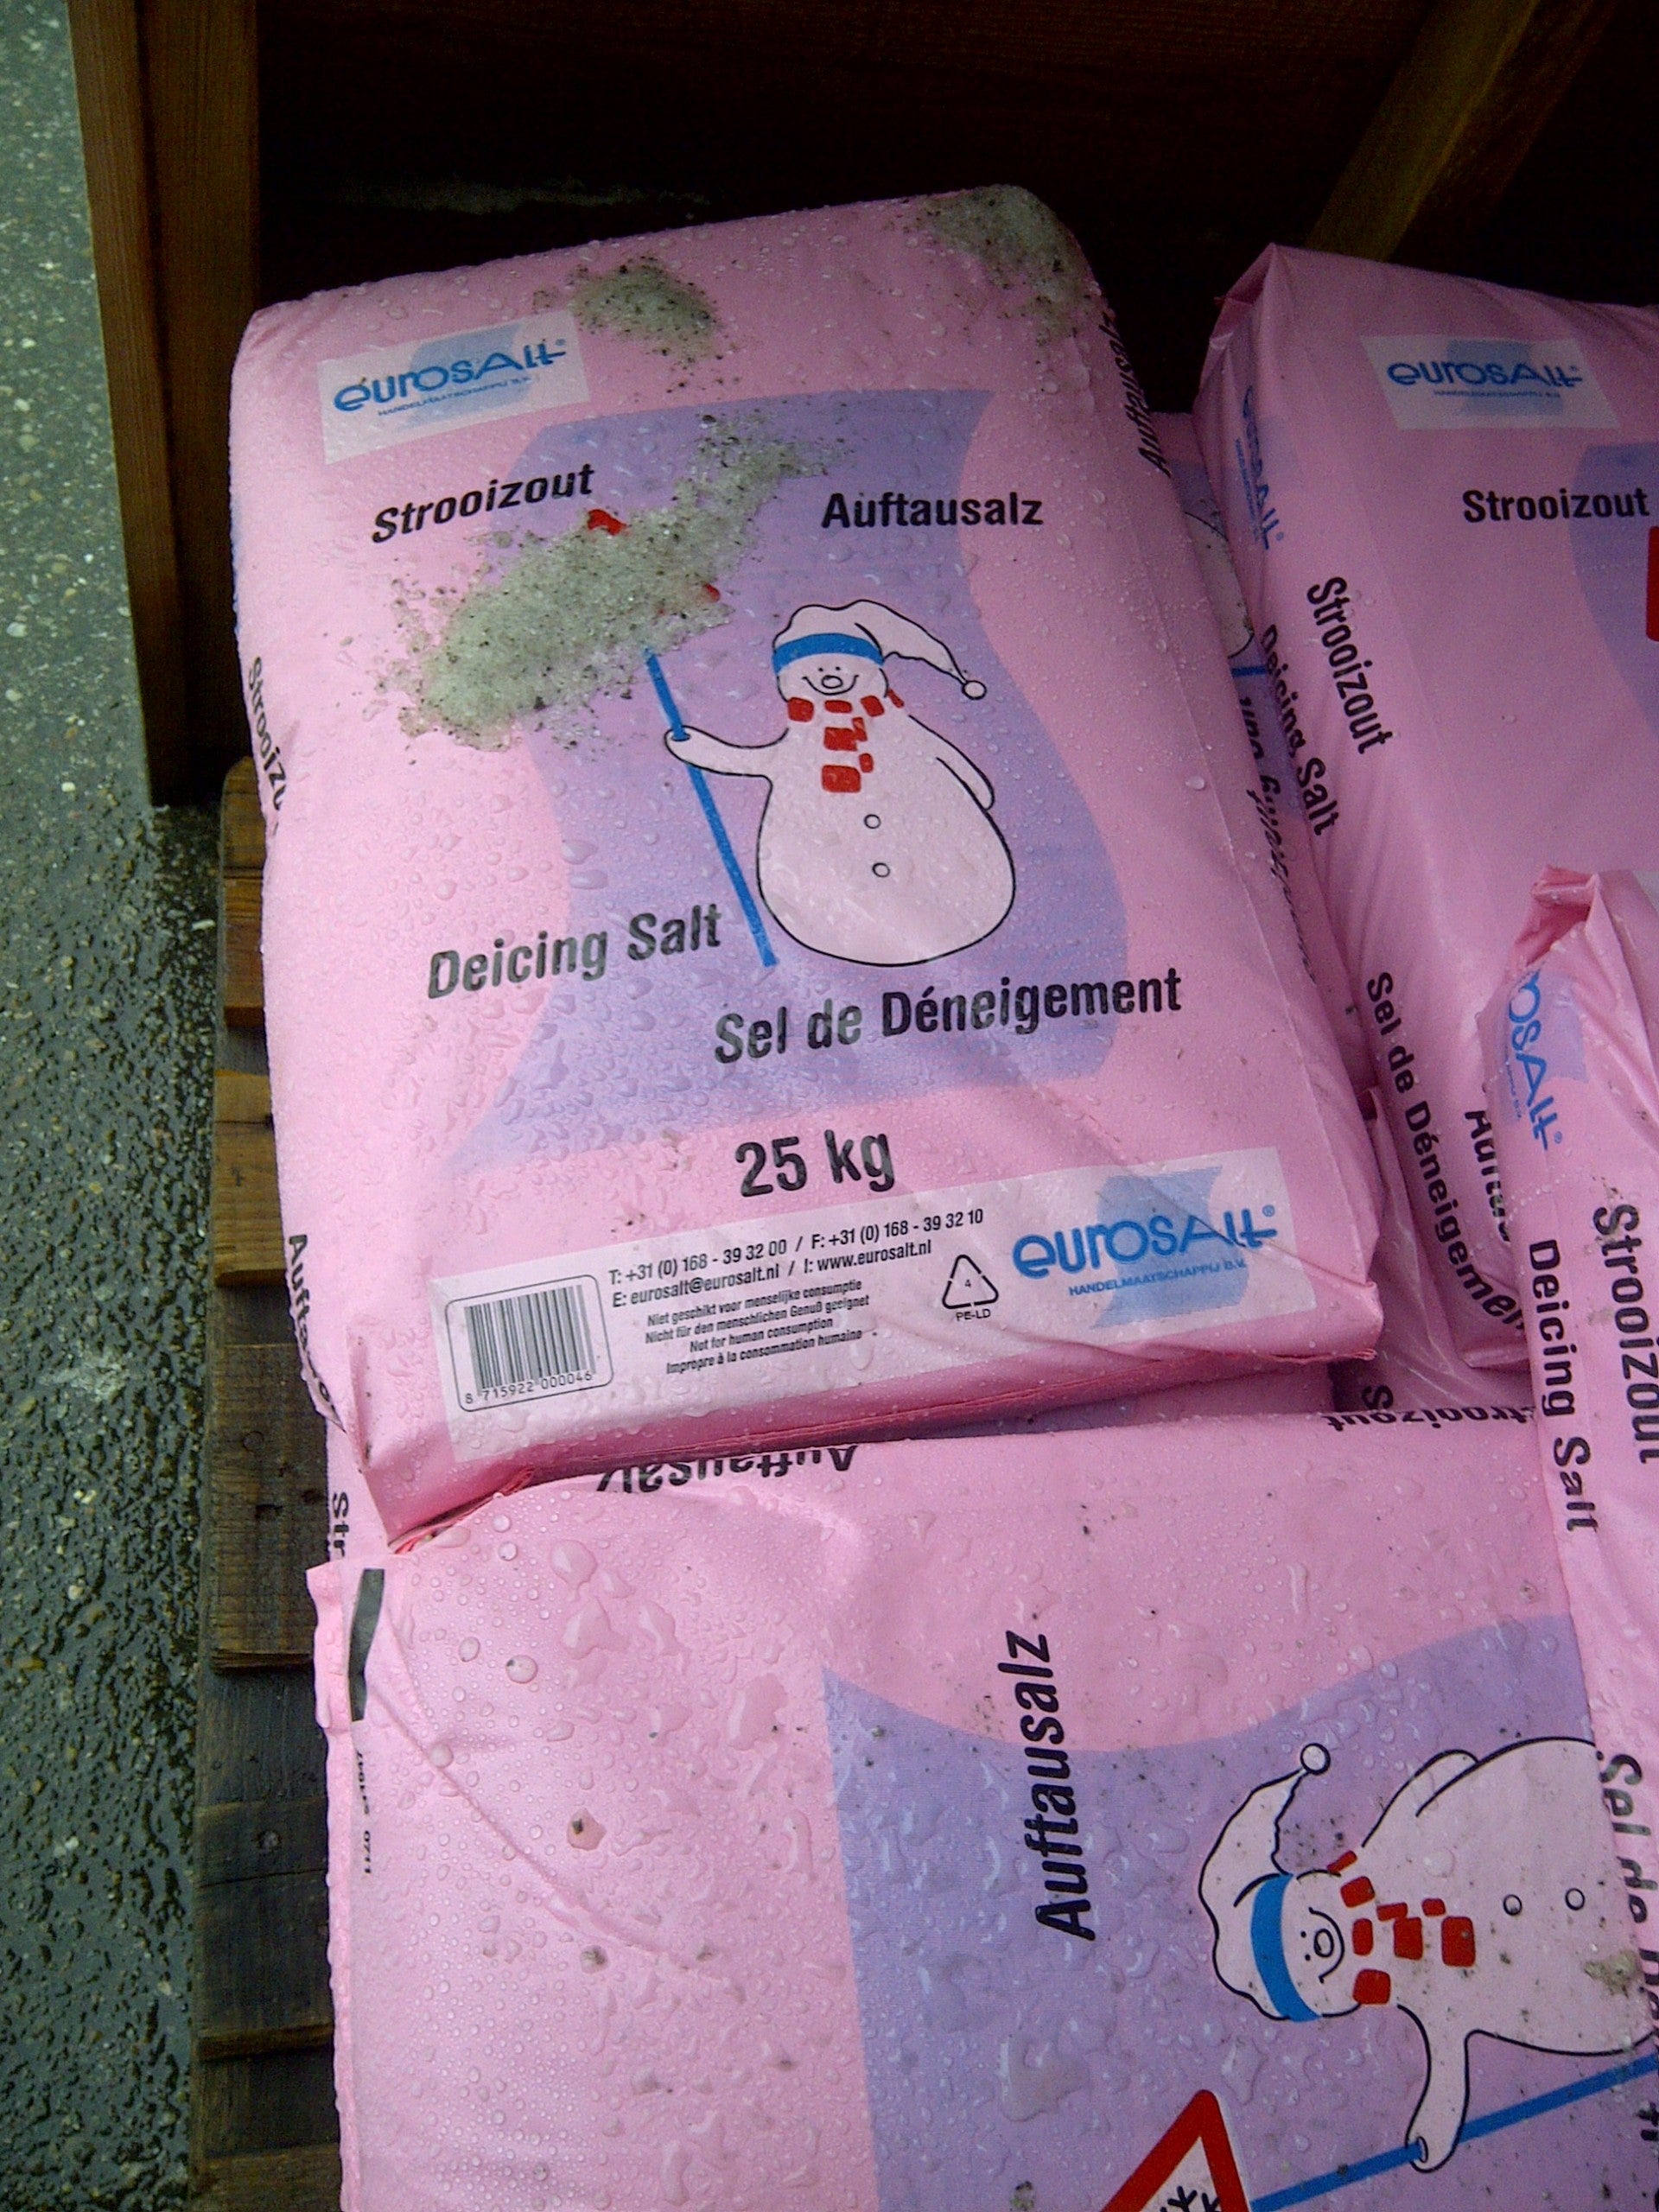 eurosalt®
HANDELMAATSCHAPPIJ B.V.
Strooizout
Auftausalz
Deicing Salt
Sel de Déneigement
25 kg
T: +31 (0) 168 - 39 32 00 / F: +31 (0) 168 - 39 32 10
E: eurosalt@eurosalt.nl / I: www.eurosalt.nl
Niet geschikt voor menselijke consumptie
Nicht für den menschlichen Genuß geeignet
Not for human consumption
Impropre à la consommation humaine
8 715922 000046
4
PE-LD
eurosalt®
HANDELMAATSCHAPPIJ B.V.
Auftausalz
eurosalt®
HANDELMAATSCHAPPIJ B.V.
Strooizout
Strooizout
Deicing Salt
Sel de Déneigement
Strooizout
Deicing Salt
Auftausalz
Auftausalz